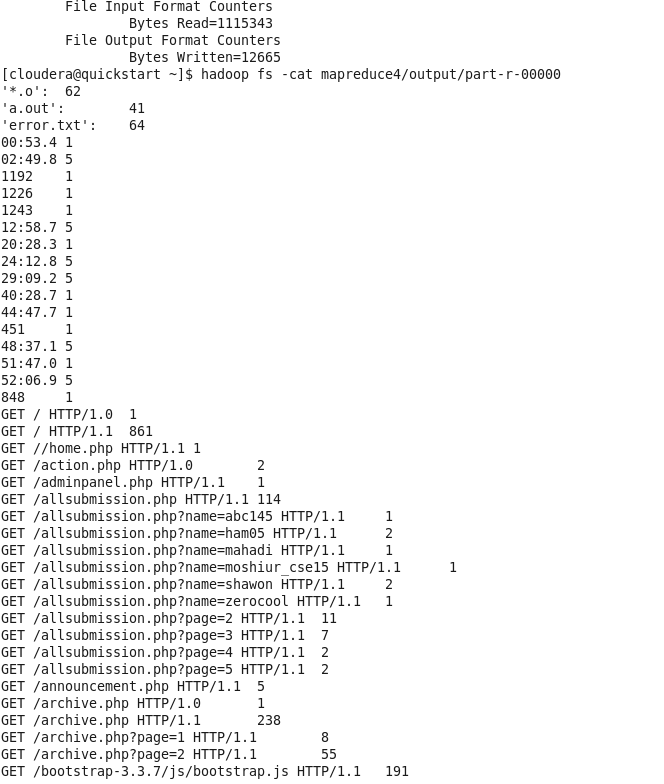 File Input Format Counters
Bytes Read=1115343
File Output Format Counters
Bytes Written=12665
[cloudera@quickstart ~]$ hadoop fs -cat mapreduce4/output/part-r-00000
'*.o': 62
'a.out': 41
'error.txt': 64
00:53.4 1
02:49.8 5
1192 1
1226 1
1243 1
12:58.7 5
20:28.3 1
24:12.8 5
29:09.2 5
40:28.7 1
44:47.7 1
451 1
48:37.1 5
51:47.0 1
52:06.9 5
848 1
GET / HTTP/1.0 1
GET / HTTP/1.1 861
GET //home.php HTTP/1.1 1
GET /action.php HTTP/1.0 2
GET /adminpanel.php HTTP/1.1 1
GET /allsubmission.php HTTP/1.1 114
GET /allsubmission.php?name=abc145 HTTP/1.1 1
GET /allsubmission.php?name=ham05 HTTP/1.1 2
GET /allsubmission.php?name=mahadi HTTP/1.1 1
GET /allsubmission.php?name=moshiur_cse15 HTTP/1.1 1
GET /allsubmission.php?name=shawon HTTP/1.1 2
GET /allsubmission.php?name=zerocool HTTP/1.1 1
GET /allsubmission.php?page=2 HTTP/1.1 11
GET /allsubmission.php?page=3 HTTP/1.1 7
GET /allsubmission.php?page=4 HTTP/1.1 2
GET /allsubmission.php?page=5 HTTP/1.1 2
GET /announcement.php HTTP/1.1 5
GET /archive.php HTTP/1.0 1
GET /archive.php HTTP/1.1 238
GET /archive.php?page=1 HTTP/1.1 8
GET /archive.php?page=2 HTTP/1.1 55
GET /bootstrap-3.3.7/js/bootstrap.js HTTP/1.1 191